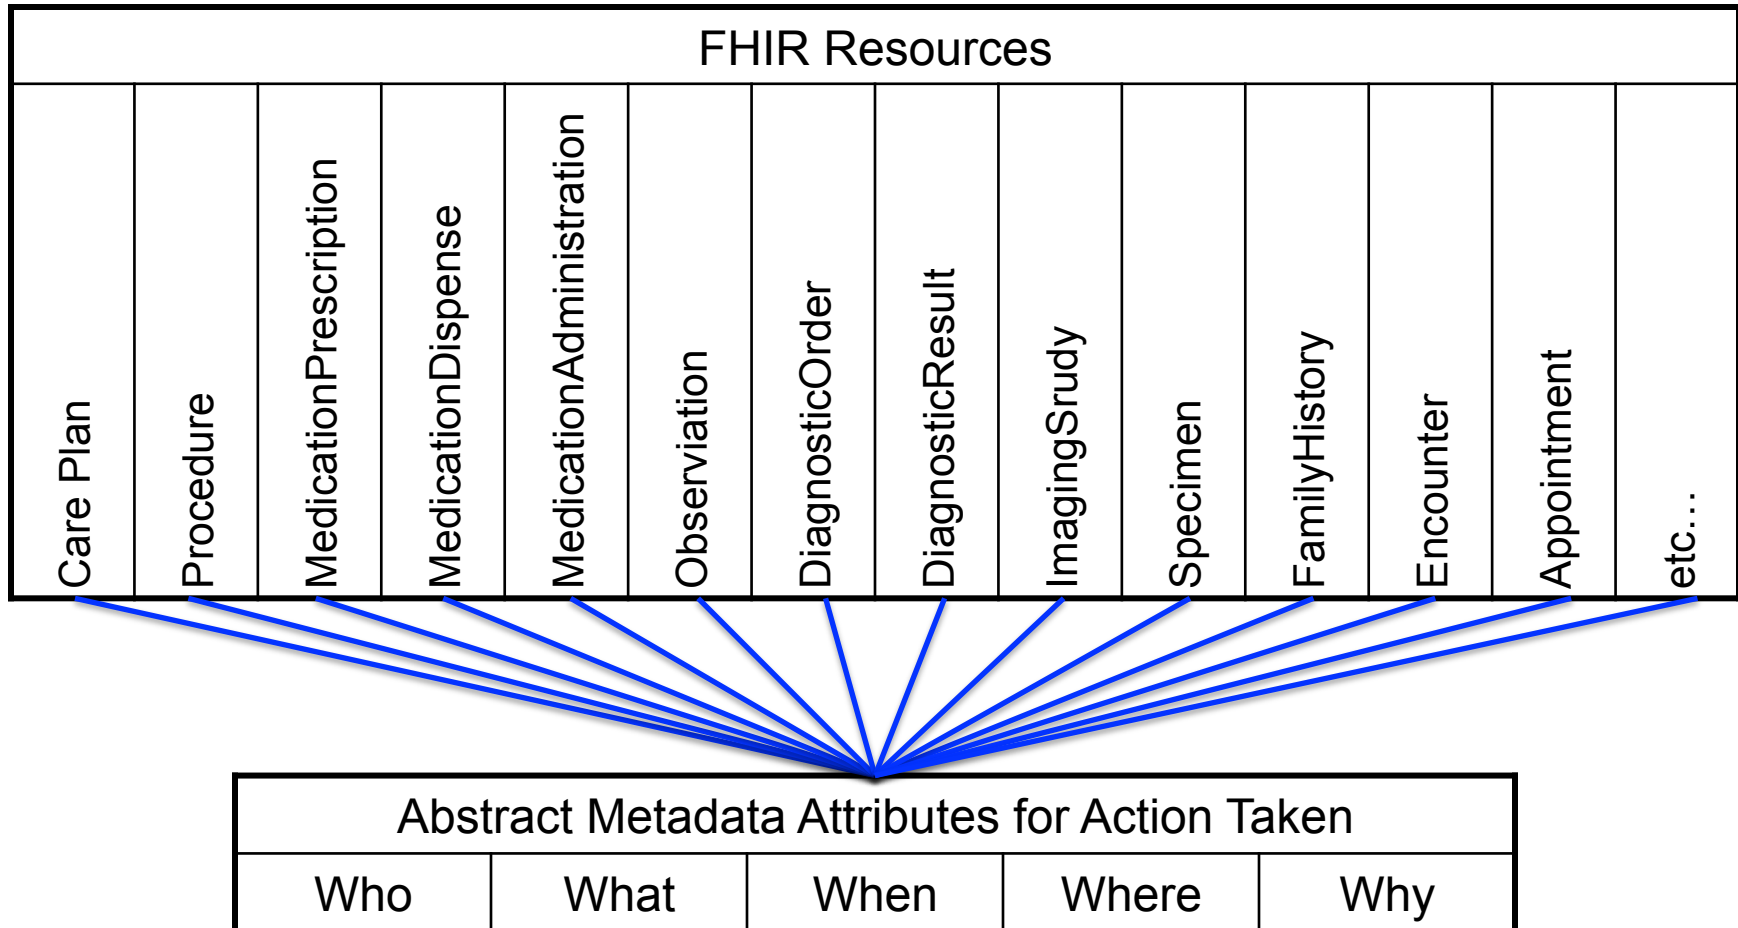 FHIR Resources
Care Plan
Procedure
MedicationPrescription
MedicationDispense
MedicationAdministration
Observiation
DiagnosticOrder
DiagnosticResult
ImagingSrudy
Specimen
FamilyHistory
Encounter
Appointment
etc…
Abstract Metadata Attributes for Action Taken
Who What When Where Why